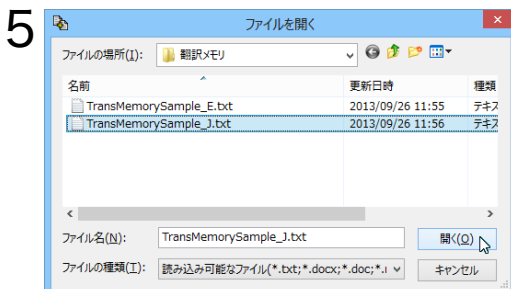 5
ファイルを開く
ファイルの場所(I): 翻訳メモリ
名前 更新日時 種類
TransMemorySample_E.txt 2013/09/26 11:55 テキス
TransMemorySample_J.txt 2013/09/26 11:56 テキス
ファイル名(N): TransMemorySample_J.txt 開く(O)
ファイルの種類(T): 読み込み可能なファイル(*.txt;*.docx;*.doc;*. キャンセル